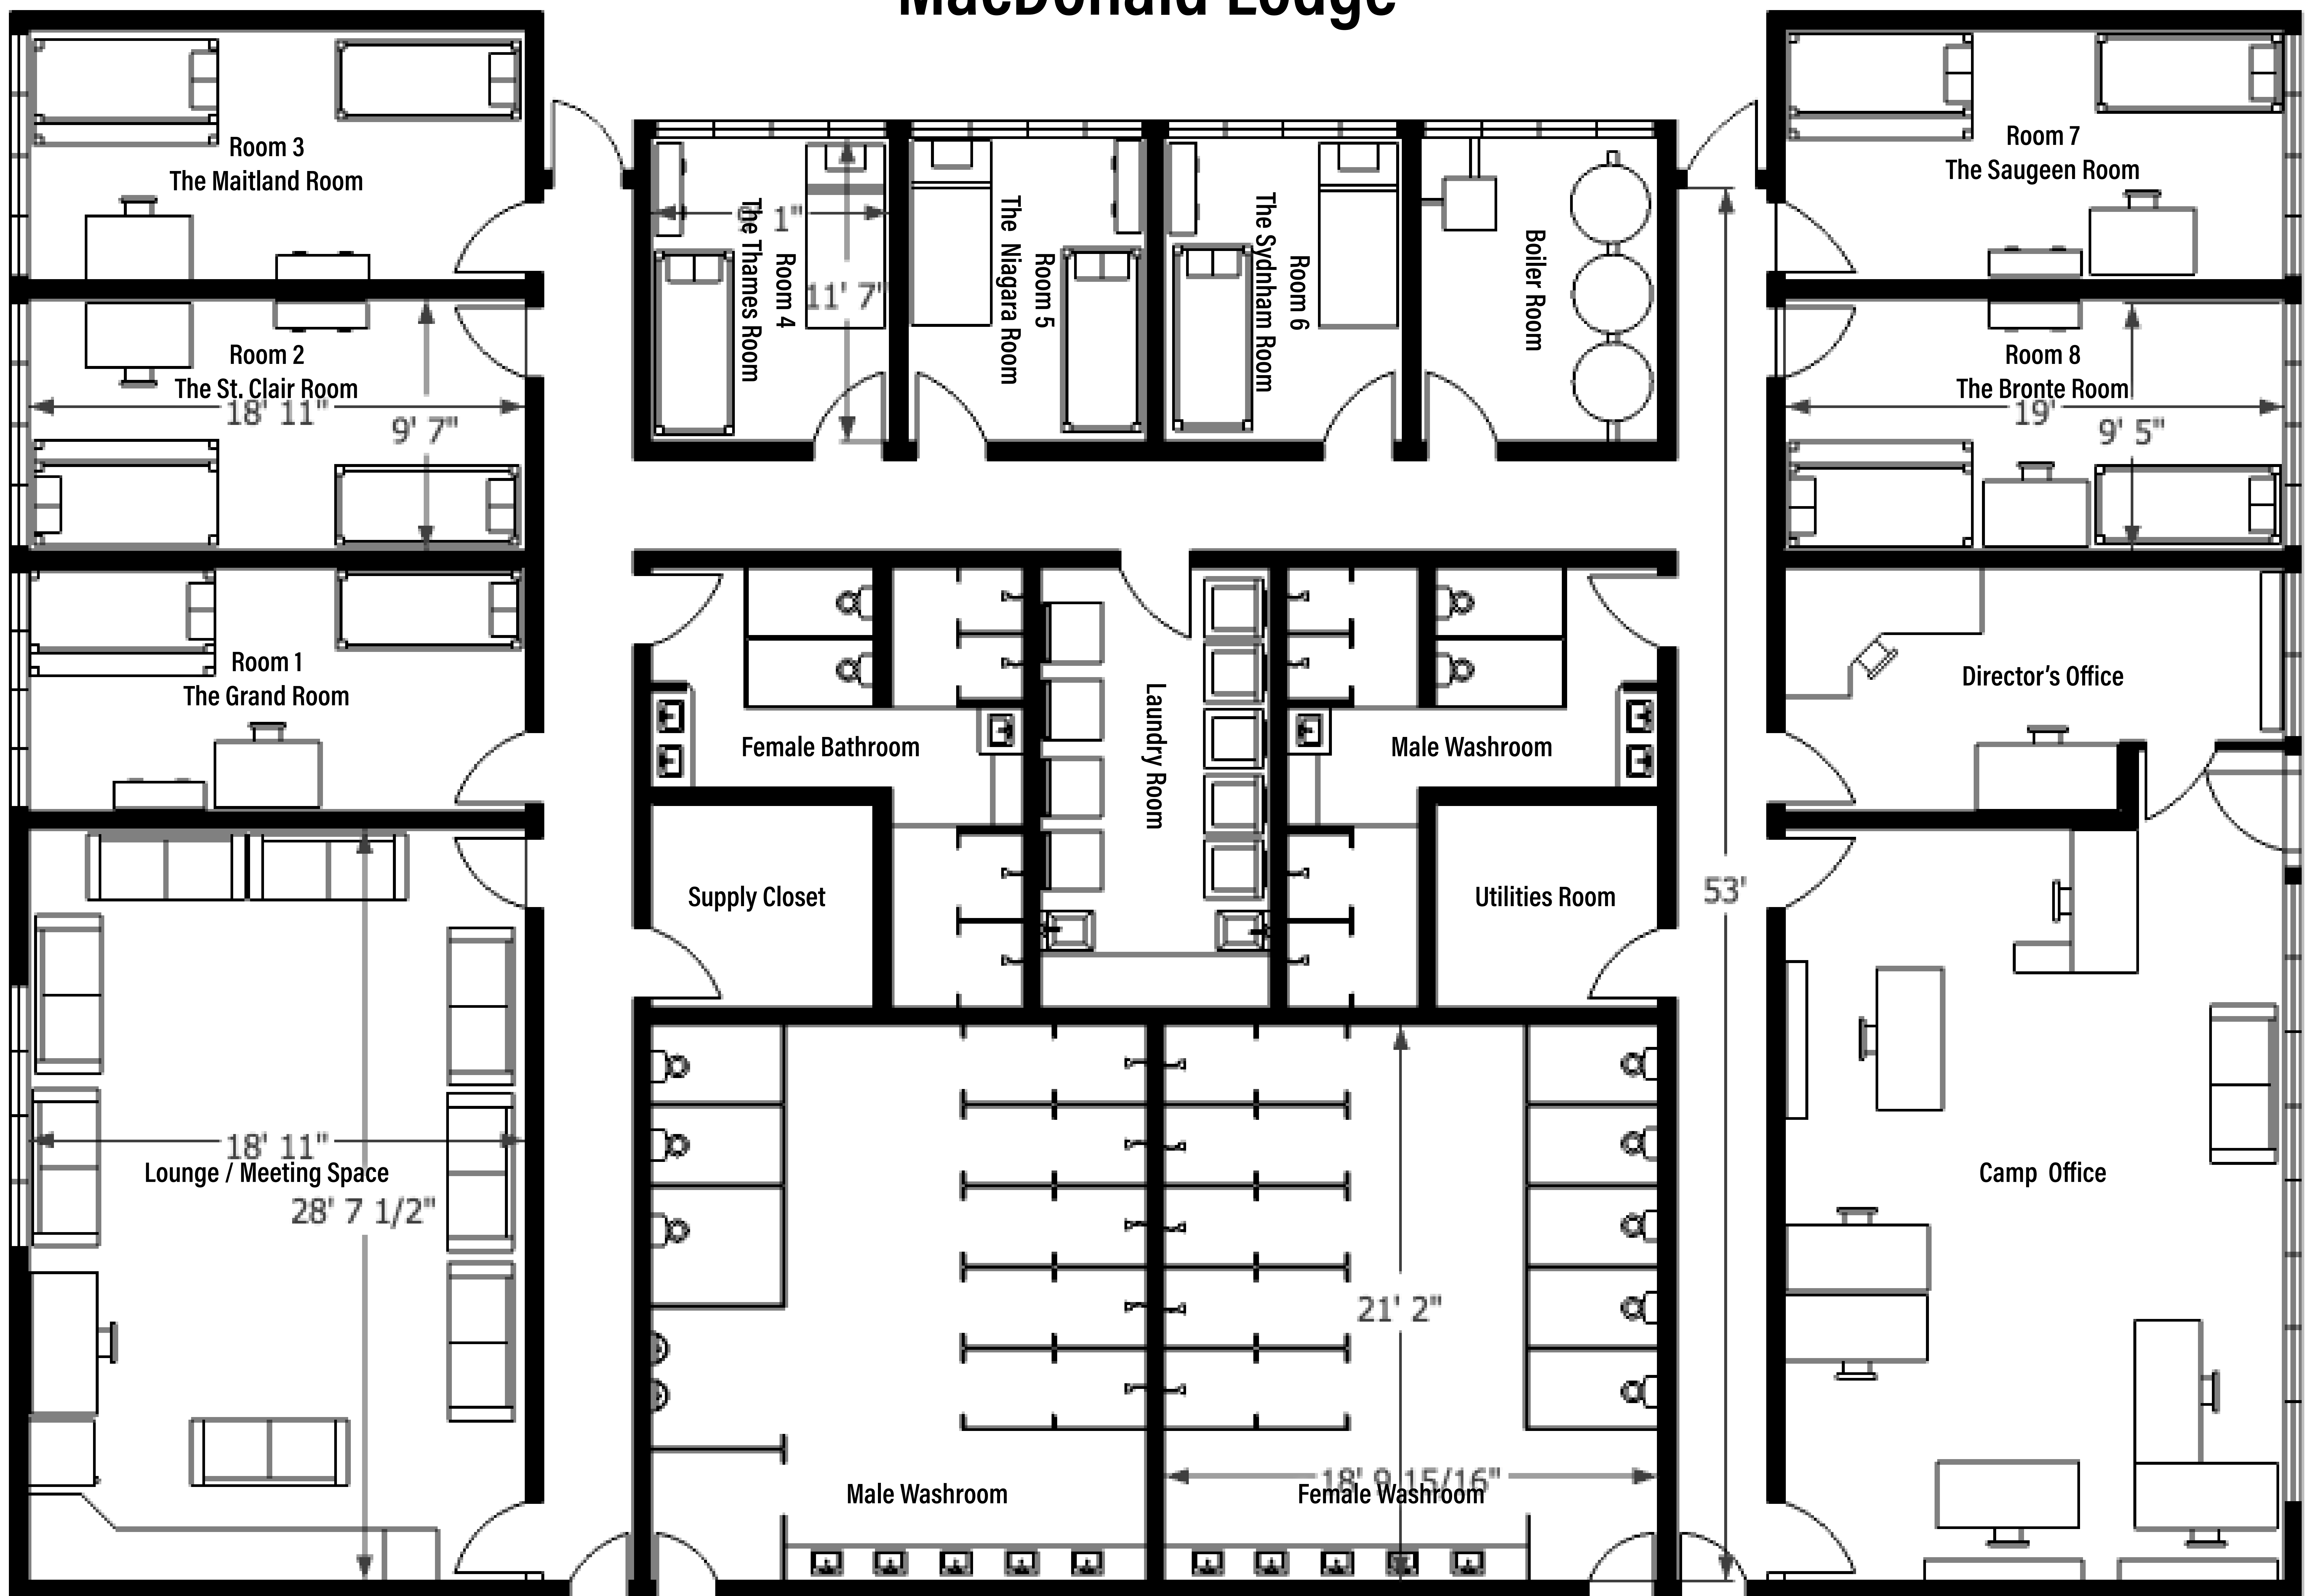 MacDonald Lodge
Room 3
The Maitland Room
Room 2
The St. Clair Room
18' 11"
9' 7"
Room 1
The Grand Room
18' 11"
Lounge / Meeting Space
28' 7 1/2"
1"
Room 4
The Thames Room
11' 7"
Room 5
The Niagara Room
Room 6
The Sydnham Room
Boiler Room
Female Bathroom
Laundry Room
Male Washroom
Supply Closet
Utilities Room
21' 2"
18' 9 15/16"
Male Washroom
Female Washroom
53'
Room 7
The Saugeen Room
Room 8
The Bronte Room
19'
9' 5"
Director's Office
Camp Office